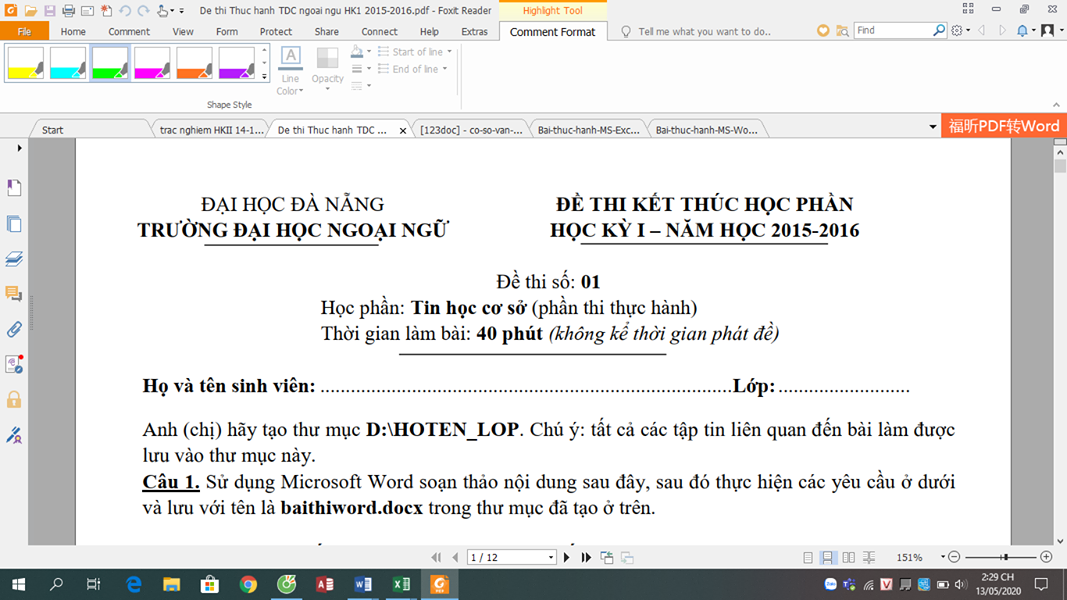 De thi Thuc hanh TDC ngoai ngu HK1 2015-2016.pdf - Foxit Reader
Highlight Tool
File Home Comment View Form Protect Share Connect Help Extras Comment Format Tell me what you want to do.. Find
Line Color
Opacity
Start of line
End of line
Shape Style
Start
trac nghiem HKII 14-1...
De thi Thuc hanh TDC ...
[123doc] - co-so-van-...
Bai-thuc-hanh-MS-Exc...
Bai-thuc-hanh-MS-Wo...
福昕PDF转Word
ĐẠI HỌC ĐÀ NẴNG
TRƯỜNG ĐẠI HỌC NGOẠI NGỮ
ĐỀ THI KẾT THÚC HỌC PHẦN
HỌC KỲ I – NĂM HỌC 2015-2016
Đề thi số: 01
Học phần: Tin học cơ sở (phần thi thực hành)
Thời gian làm bài: 40 phút (không kể thời gian phát đề)
Họ và tên sinh viên: ..............................................................................Lớp: .........................
Anh (chị) hãy tạo thư mục D:\HOTEN_LOP. Chú ý: tất cả các tập tin liên quan đến bài làm được
lưu vào thư mục này.
Câu 1. Sử dụng Microsoft Word soạn thảo nội dung sau đây, sau đó thực hiện các yêu cầu ở dưới
và lưu với tên là baithiword.docx trong thư mục đã tạo ở trên.
1 / 12
151%
2:29 CH
13/05/2020